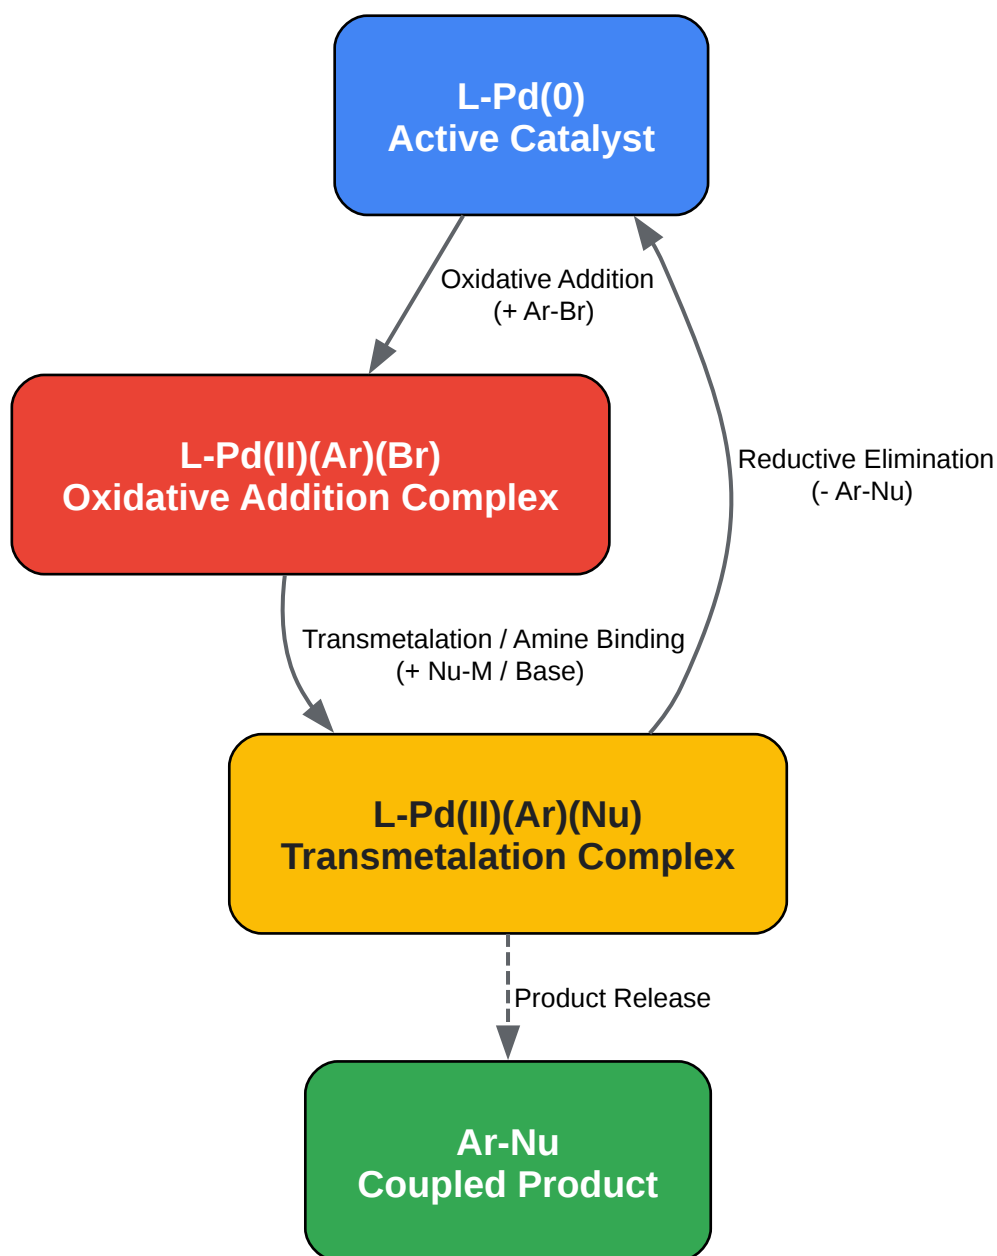 L-Pd(0)
Active Catalyst
Oxidative Addition
(+ Ar-Br)
L-Pd(II)(Ar)(Br)
Oxidative Addition Complex
Reductive Elimination
(- Ar-Nu)
Transmetalation / Amine Binding
(+ Nu-M / Base)
L-Pd(II)(Ar)(Nu)
Transmetalation Complex
Product Release
Ar-Nu
Coupled Product